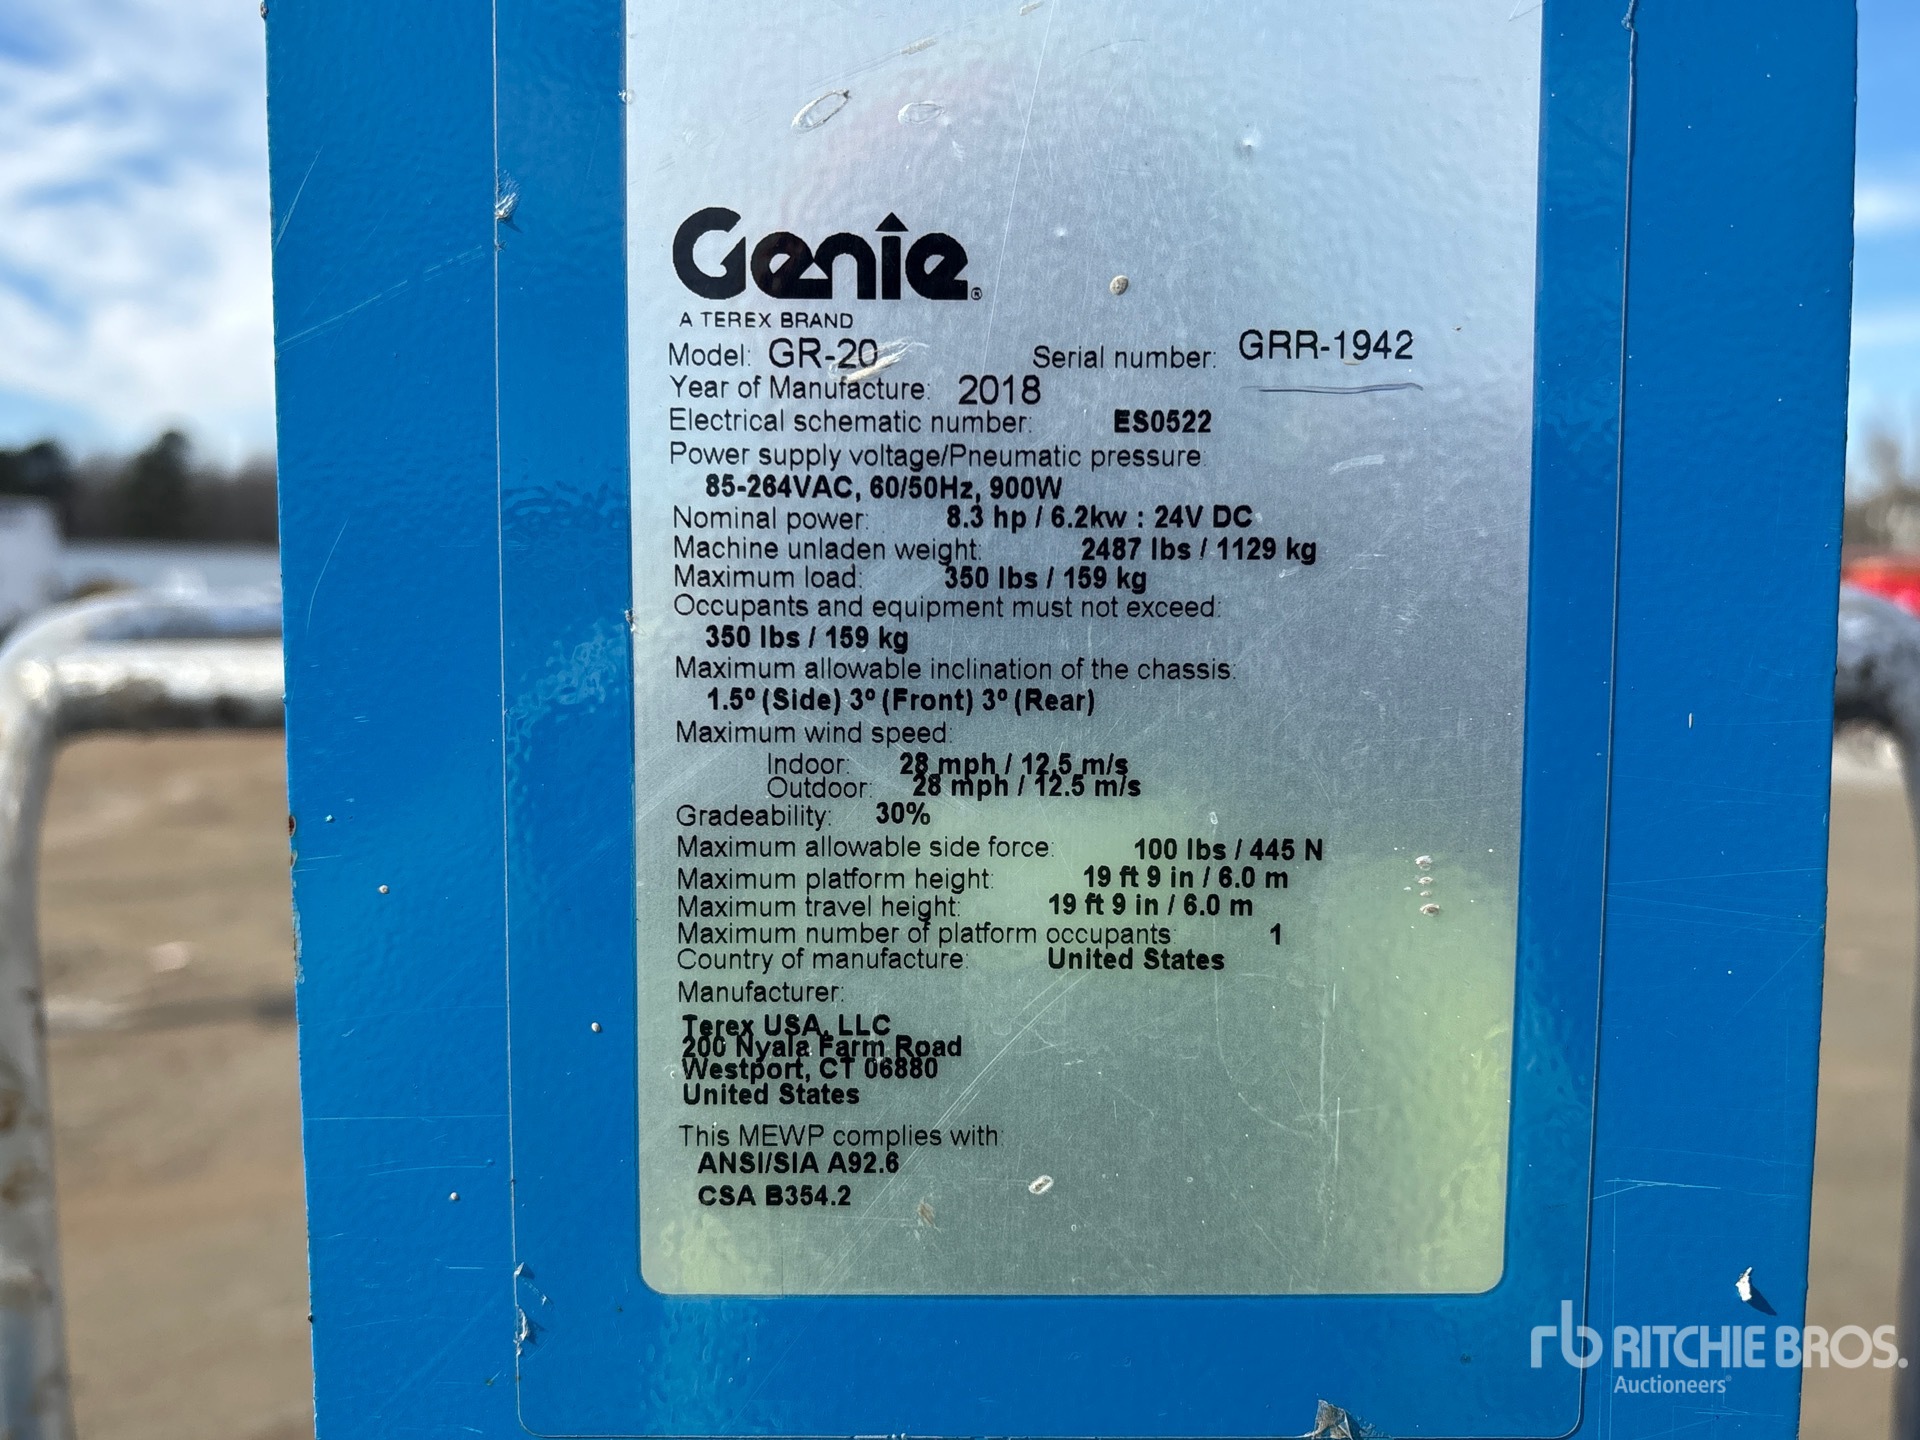 Genie®
A TEREX BRAND
Model: GR-20 Serial number: GRR-1942
Year of Manufacture: 2018
Electrical schematic number: ES0522
Power supply voltage/Pneumatic pressure:
85-264VAC, 60/50Hz, 900W
Nominal power: 8.3 hp / 6.2kw : 24V DC
Machine unladen weight: 2487 lbs / 1129 kg
Maximum load: 350 lbs / 159 kg
Occupants and equipment must not exceed:
350 lbs / 159 kg
Maximum allowable inclination of the chassis:
1.5º (Side) 3º (Front) 3º (Rear)
Maximum wind speed:
Indoor: 28 mph / 12.5 m/s
Outdoor: 28 mph / 12.5 m/s
Gradeability: 30%
Maximum allowable side force: 100 lbs / 445 N
Maximum platform height: 19 ft 9 in / 6.0 m
Maximum travel height: 19 ft 9 in / 6.0 m
Maximum number of platform occupants: 1
Country of manufacture: United States
Manufacturer:
Terex USA, LLC
200 Nyala Farm Road
Westport, CT 06880
United States
This MEWP complies with:
ANSI/SIA A92.6
CSA B354.2
rb RITCHIE BROS.
Auctioneers®